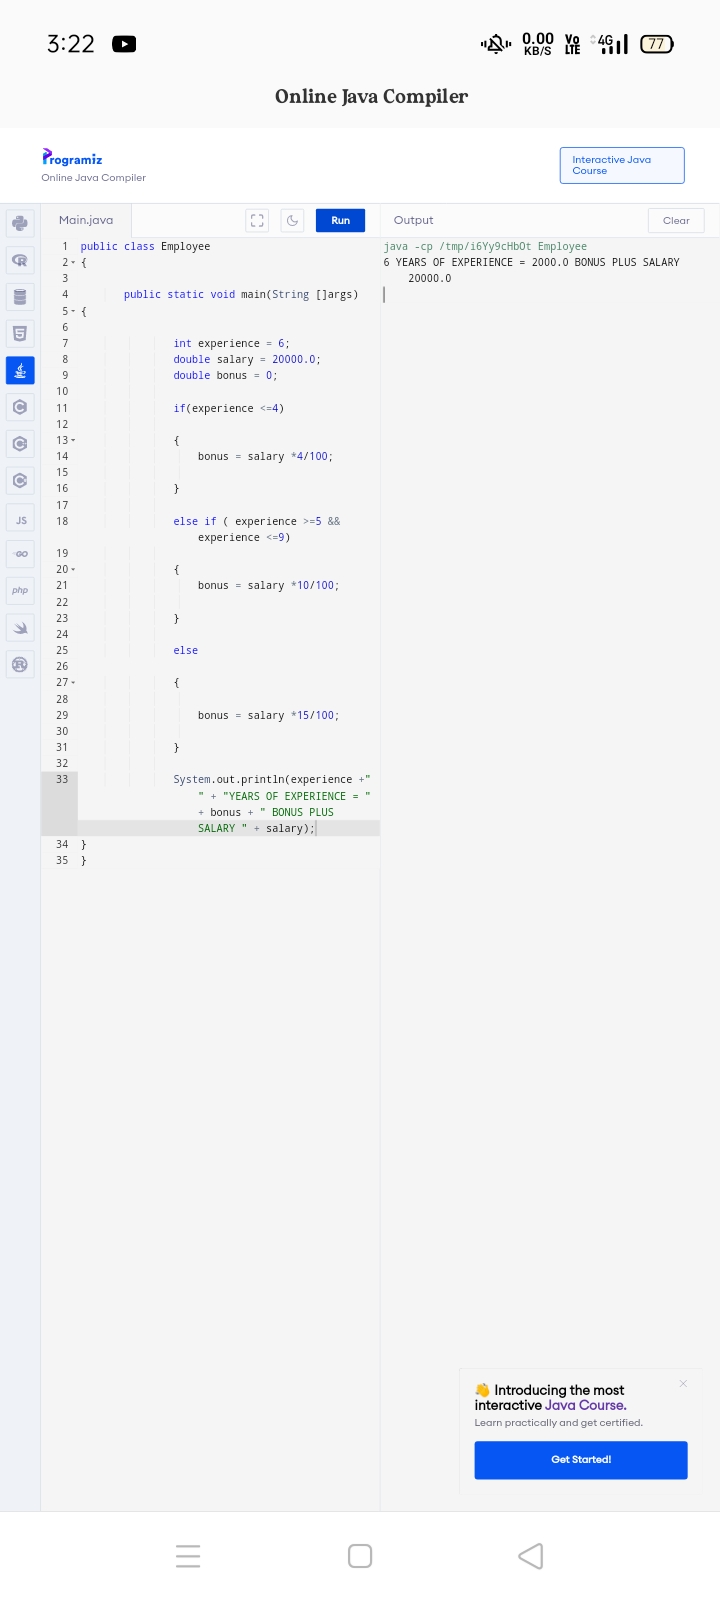 3:22
0.00 KB/S Vo LTE 4G 77
Online Java Compiler
Programiz
Online Java Compiler
Interactive Java
Course
Main.java
Run
Output
Clear
1 public class Employee
2 {
3
4 public static void main(String []args)
5 {
6
7 int experience = 6;
8 double salary = 20000.0;
9 double bonus = 0;
10
11 if(experience <=4)
12
13 {
14 bonus = salary *4/100;
15
16 }
17
18 else if ( experience >=5 &&
experience <=9)
19
20 {
21 bonus = salary *10/100;
22
23 }
24
25 else
26
27 {
28
29 bonus = salary *15/100;
30
31 }
32
33 System.out.println(experience +"
" + "YEARS OF EXPERIENCE = "
+ bonus + " BONUS PLUS
SALARY " + salary);
34 }
35 }
java -cp /tmp/i6Yy9cHbOt Employee
6 YEARS OF EXPERIENCE = 2000.0 BONUS PLUS SALARY
20000.0
JS
GO
php
👋 Introducing the most
interactive Java Course.
Learn practically and get certified.
Get Started!